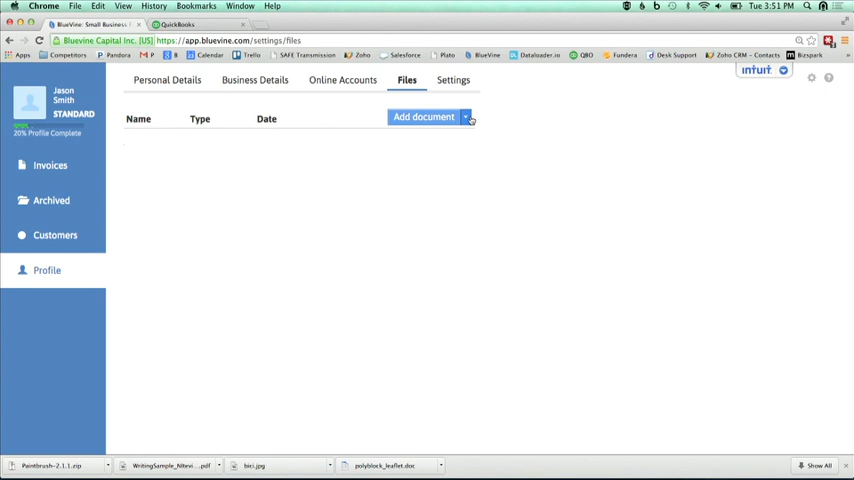 Chrome File Edit View History Bookmarks Window Help Tue 3:51 PM
BlueVine: Small Business F QuickBooks
Bluevine Capital Inc. [US] https://app.bluevine.com/settings/files
Apps Competitors Pandora P B Calendar Trello SAFE Transmission Zoho Salesforce Plato BlueVine Dataloader.io QBO Fundera Desk Support Zoho CRM – Contacts Bizspark
Personal Details Business Details Online Accounts Files Settings
intuit
Jason
Smith
STANDARD
20% Profile Complete
Name Type Date Add document
Invoices
Archived
Customers
Profile
Paintbrush-2.1.1.zip WritingSample_Nitevi....pdf bici.jpg polyblock_leaflet.doc Show All